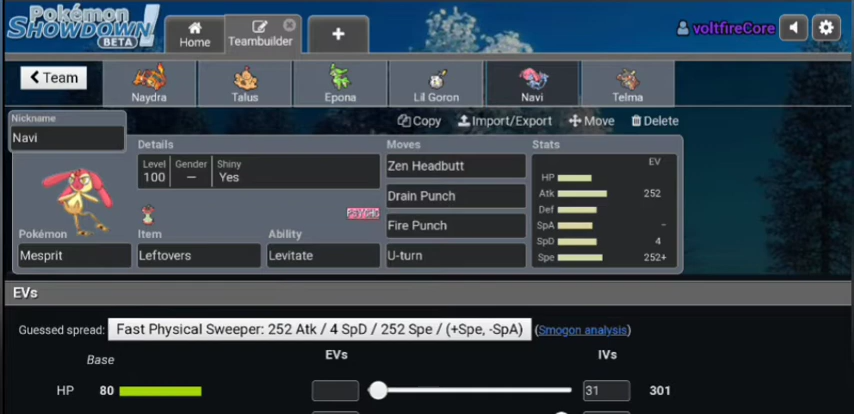 Pokémon
SHOWDOWN!
BETA
Home
Teambuilder
+
voltfireCore
Team
Naydra
Talus
Epona
Lil Goron
Navi
Telma
Copy
Import/Export
Move
Delete
Nickname
Navi
Details
Level Gender Shiny
100 — Yes
PSYCHC
Pokémon
Mesprit
Item
Leftovers
Ability
Levitate
Moves
Zen Headbutt
Drain Punch
Fire Punch
U-turn
Stats
EV
HP
Atk 252
Def
SpA -
SpD 4
Spe 252+
EVs
Guessed spread: Fast Physical Sweeper: 252 Atk / 4 SpD / 252 Spe / (+Spe, -SpA) (Smogon analysis)
Base EVs IVs
HP 80 31 301